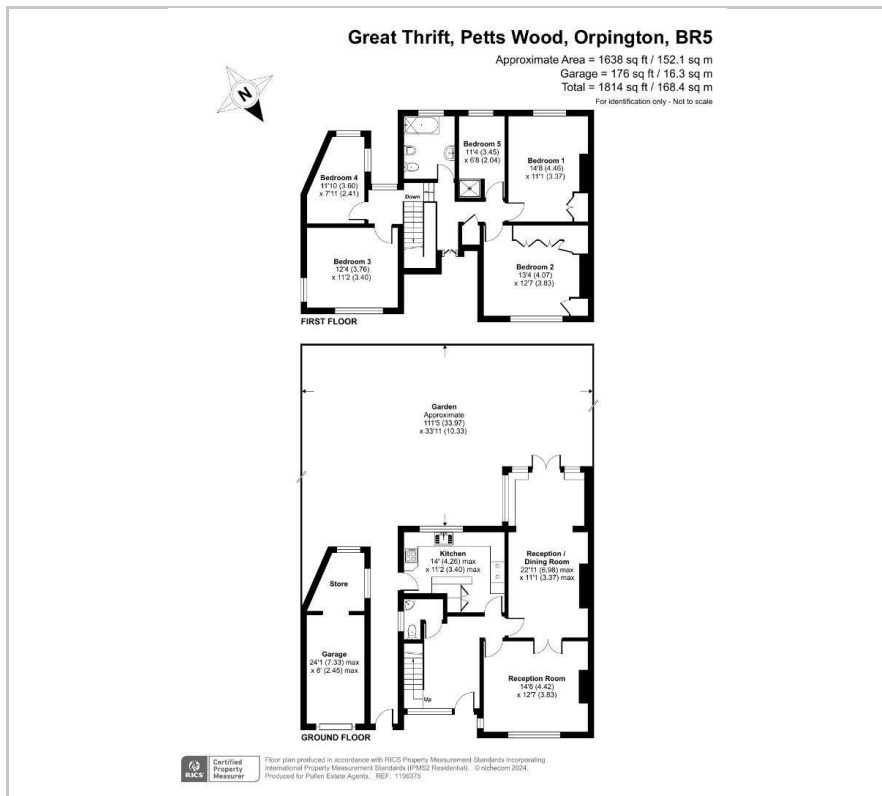 Great Thrift, Petts Wood, Orpington, BR5
Approximate Area = 1638 sq ft / 152.1 sq m
Garage = 176 sq ft / 16.3 sq m
Total = 1814 sq ft / 168.4 sq m
For identification only - Not to scale
N
Bedroom 4
11'10 (3.60)
x 7'11 (2.41)
Bedroom 5
11'4 (3.45)
x 6'8 (2.04)
Bedroom 1
14'8 (4.46)
x 11'1 (3.37)
Down
Bedroom 3
12'4 (3.76)
x 11'2 (3.40)
Bedroom 2
13'4 (4.07)
x 12'7 (3.83)
FIRST FLOOR
Garden
Approximate
111'5 (33.97)
x 33'11 (10.33)
Kitchen
14' (4.26) max
x 11'2 (3.40) max
Reception /
Dining Room
22'11 (6.98) max
x 11'1 (3.37) max
Store
Garage
24'1 (7.33) max
x 8' (2.45) max
Up
Reception Room
14'6 (4.42)
x 12'7 (3.83)
GROUND FLOOR
RICS
Certified
Property
Measurer
Floor plan produced in accordance with RICS Property Measurement Standards incorporating
International Property Measurement Standards (IPMS2 Residential). © nichecom 2024.
Produced for Pullen Estate Agents. REF: 1196375